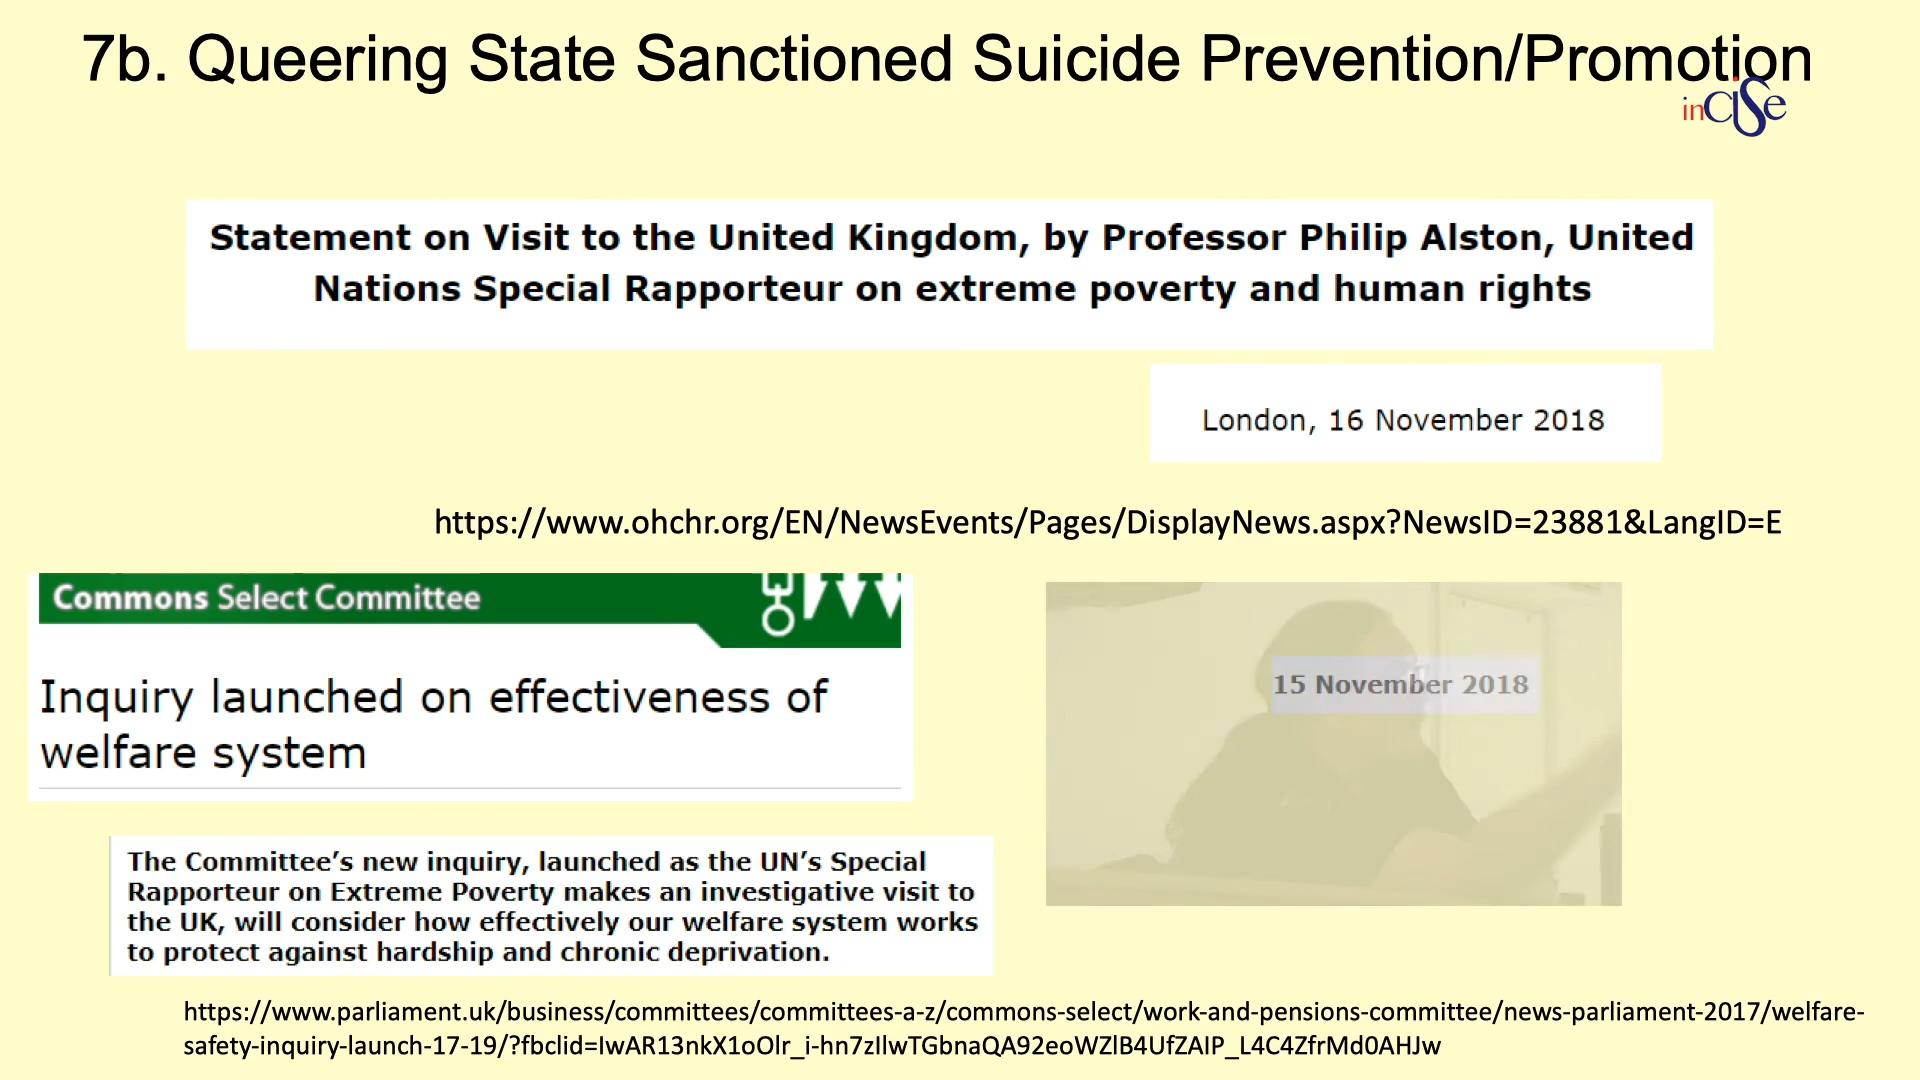 7b. Queering State Sanctioned Suicide Prevention/Promotion
inCISe
Statement on Visit to the United Kingdom, by Professor Philip Alston, United
Nations Special Rapporteur on extreme poverty and human rights
London, 16 November 2018
https://www.ohchr.org/EN/NewsEvents/Pages/DisplayNews.aspx?NewsID=23881&LangID=E
Commons Select Committee
Inquiry launched on effectiveness of
welfare system
15 November 2018
The Committee’s new inquiry, launched as the UN’s Special
Rapporteur on Extreme Poverty makes an investigative visit to
the UK, will consider how effectively our welfare system works
to protect against hardship and chronic deprivation.
https://www.parliament.uk/business/committees/committees-a-z/commons-select/work-and-pensions-committee/news-parliament-2017/welfare-
safety-inquiry-launch-17-19/?fbclid=IwAR13nkX1oOlr_i-hn7zIlwTGbnaQA92eoWZlB4UfZAIP_L4C4ZfrMd0AHJw